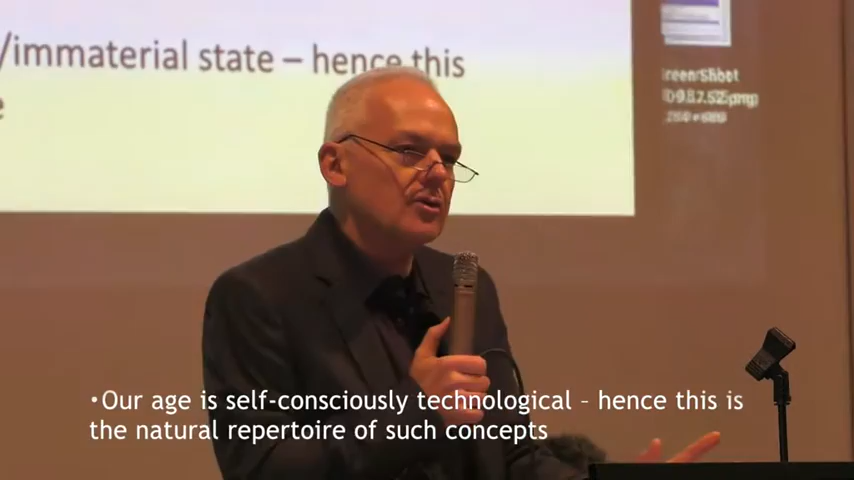 /immaterial state – hence this
e
•Our age is self-consciously technological – hence this is
the natural repertoire of such concepts